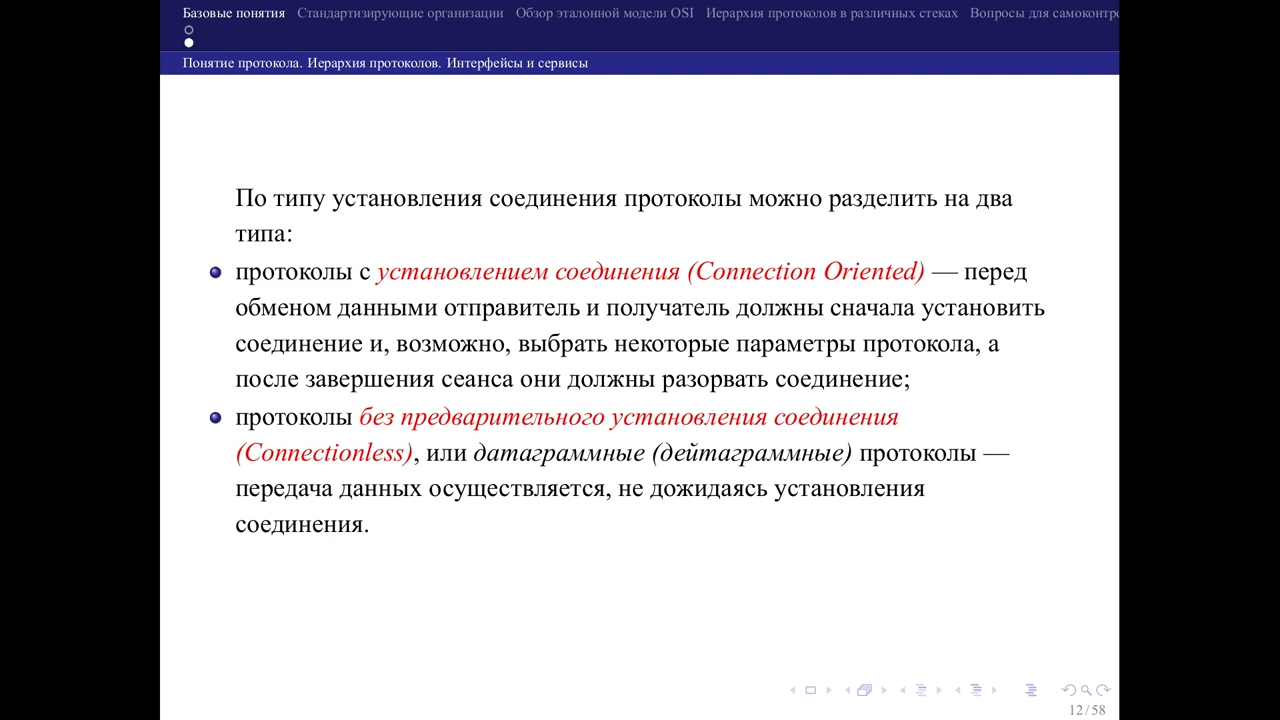 Базовые понятия Стандартизирующие организации Обзор эталонной модели OSI Иерархия протоколов в различных стеках Вопросы для самоконтро
Понятие протокола. Иерархия протоколов. Интерфейсы и сервисы
По типу установления соединения протоколы можно разделить на два
типа:
протоколы с установлением соединения (Connection Oriented) — перед
обменом данными отправитель и получатель должны сначала установить
соединение и, возможно, выбрать некоторые параметры протокола, а
после завершения сеанса они должны разорвать соединение;
протоколы без предварительного установления соединения
(Connectionless), или датаграммные (дейтаграммные) протоколы —
передача данных осуществляется, не дожидаясь установления
соединения.
12 / 58